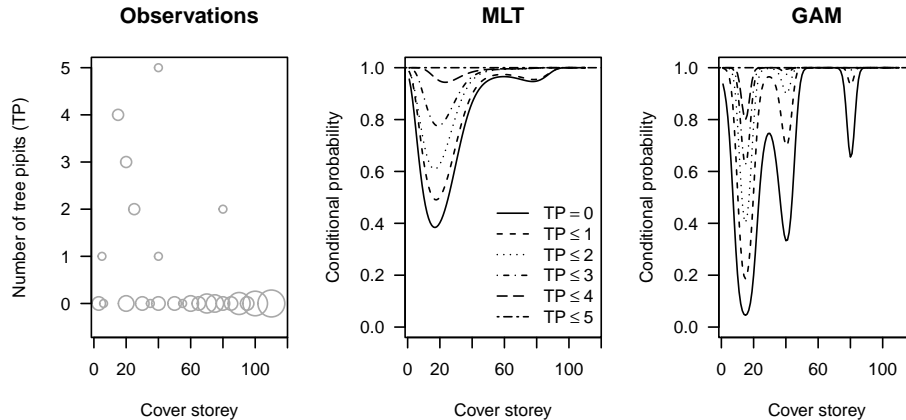 Observations
Number of tree pipits (TP)
5
4
3
2
1
0
0 20 60 100
Cover storey
MLT
Conditional probability
1.0
0.8
0.6
0.4
0.2
0.0
TP = 0
TP ≤ 1
TP ≤ 2
TP ≤ 3
TP ≤ 4
TP ≤ 5
0 20 60 100
Cover storey
GAM
Conditional probability
1.0
0.8
0.6
0.4
0.2
0.0
0 20 60 100
Cover storey